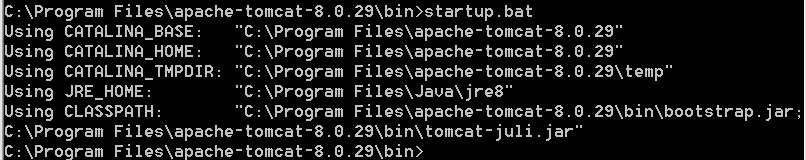 C:\Program Files\apache-tomcat-8.0.29\bin>startup.bat
Using CATALINA_BASE:   "C:\Program Files\apache-tomcat-8.0.29"
Using CATALINA_HOME:   "C:\Program Files\apache-tomcat-8.0.29"
Using CATALINA_TMPDIR: "C:\Program Files\apache-tomcat-8.0.29\temp"
Using JRE_HOME:        "C:\Program Files\Java\jre8"
Using CLASSPATH:       "C:\Program Files\apache-tomcat-8.0.29\bin\bootstrap.jar;
C:\Program Files\apache-tomcat-8.0.29\bin\tomcat-juli.jar"
C:\Program Files\apache-tomcat-8.0.29\bin>